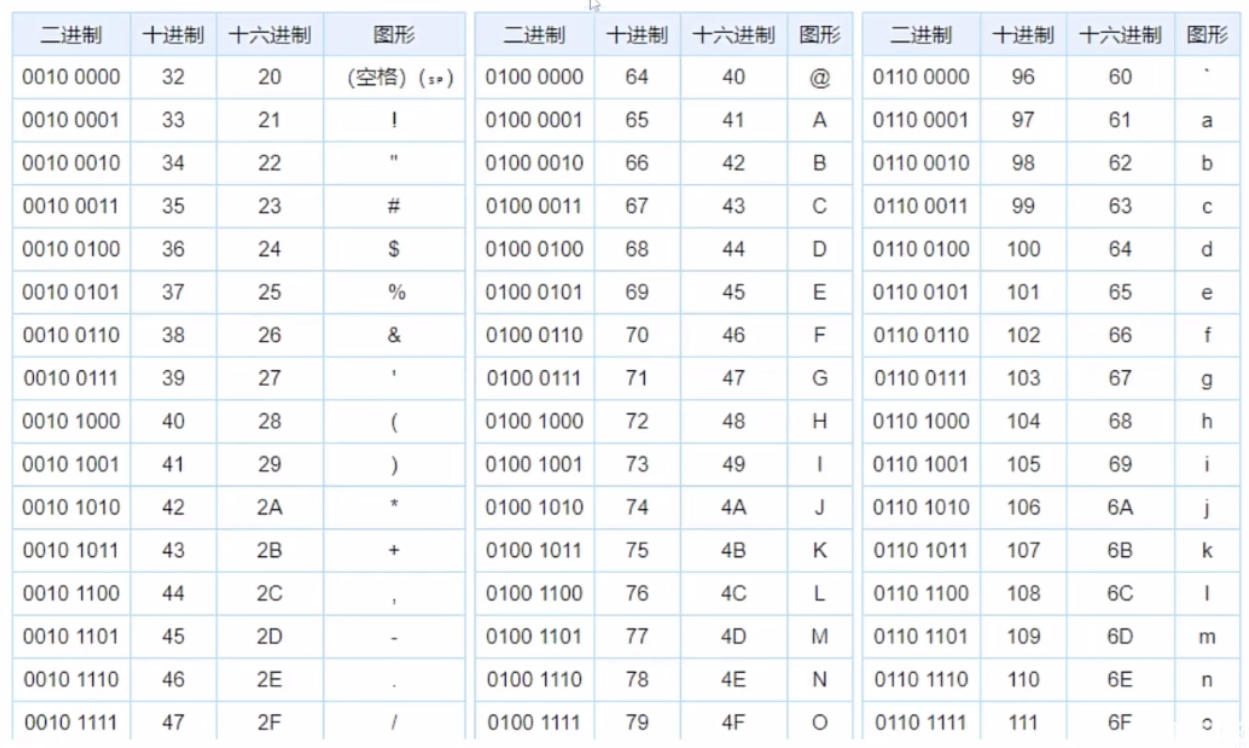 二进制 十进制 十六进制 图形 二进制 十进制 十六进制 图形 二进制 十进制 十六进制 图形
0010 0000 32 20 (空格) (SP) 0100 0000 64 40 @ 0110 0000 96 60 `
0010 0001 33 21 ! 0100 0001 65 41 A 0110 0001 97 61 a
0010 0010 34 22 " 0100 0010 66 42 B 0110 0010 98 62 b
0010 0011 35 23 # 0100 0011 67 43 C 0110 0011 99 63 c
0010 0100 36 24 $ 0100 0100 68 44 D 0110 0100 100 64 d
0010 0101 37 25 % 0100 0101 69 45 E 0110 0101 101 65 e
0010 0110 38 26 & 0100 0110 70 46 F 0110 0110 102 66 f
0010 0111 39 27 ' 0100 0111 71 47 G 0110 0111 103 67 g
0010 1000 40 28 ( 0100 1000 72 48 H 0110 1000 104 68 h
0010 1001 41 29 ) 0100 1001 73 49 I 0110 1001 105 69 i
0010 1010 42 2A * 0100 1010 74 4A J 0110 1010 106 6A j
0010 1011 43 2B + 0100 1011 75 4B K 0110 1011 107 6B k
0010 1100 44 2C , 0100 1100 76 4C L 0110 1100 108 6C l
0010 1101 45 2D - 0100 1101 77 4D M 0110 1101 109 6D m
0010 1110 46 2E . 0100 1110 78 4E N 0110 1110 110 6E n
0010 1111 47 2F / 0100 1111 79 4F O 0110 1111 111 6F o